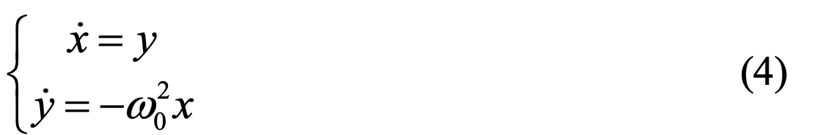 ẋ = y
(4)
ẏ = −ω₀²x